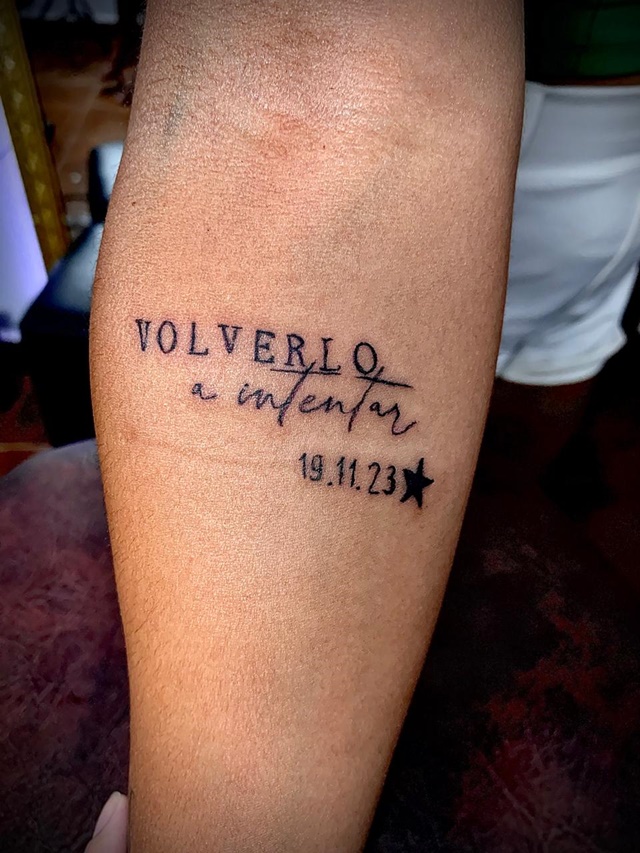 VOLVERLO
a intentar
19.11.23